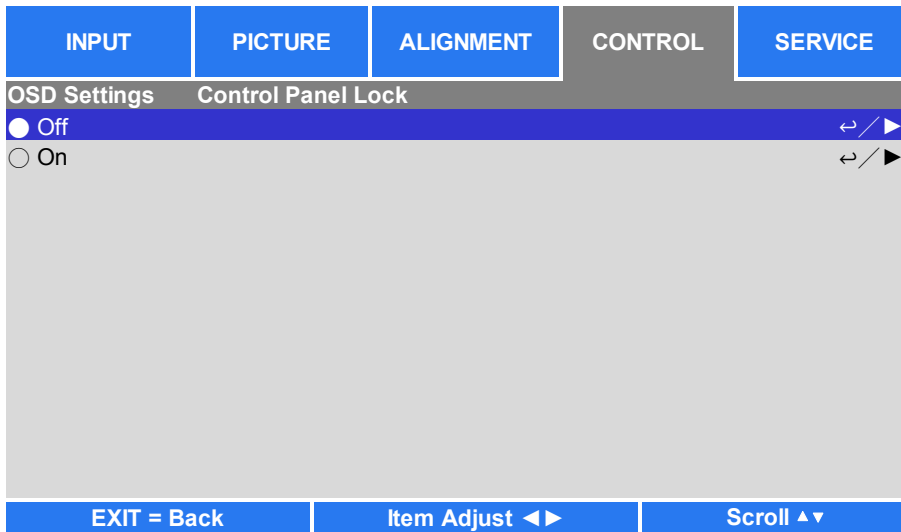 INPUT PICTURE ALIGNMENT CONTROL SERVICE
OSD Settings Control Panel Lock
Off ↩/▶
On ↩/▶
EXIT = Back Item Adjust ◀▶ Scroll ▲▼